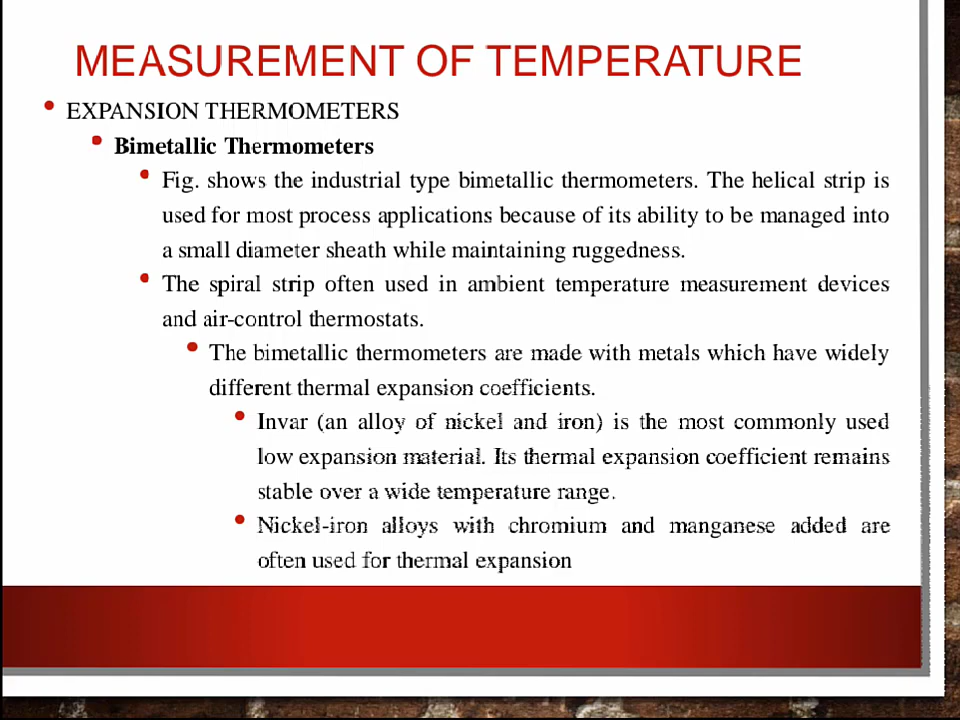 MEASUREMENT OF TEMPERATURE
• EXPANSION THERMOMETERS
• Bimetallic Thermometers
• Fig. shows the industrial type bimetallic thermometers. The helical strip is
used for most process applications because of its ability to be managed into
a small diameter sheath while maintaining ruggedness.
• The spiral strip often used in ambient temperature measurement devices
and air-control thermostats.
• The bimetallic thermometers are made with metals which have widely
different thermal expansion coefficients.
• Invar (an alloy of nickel and iron) is the most commonly used
low expansion material. Its thermal expansion coefficient remains
stable over a wide temperature range.
• Nickel-iron alloys with chromium and manganese added are
often used for thermal expansion